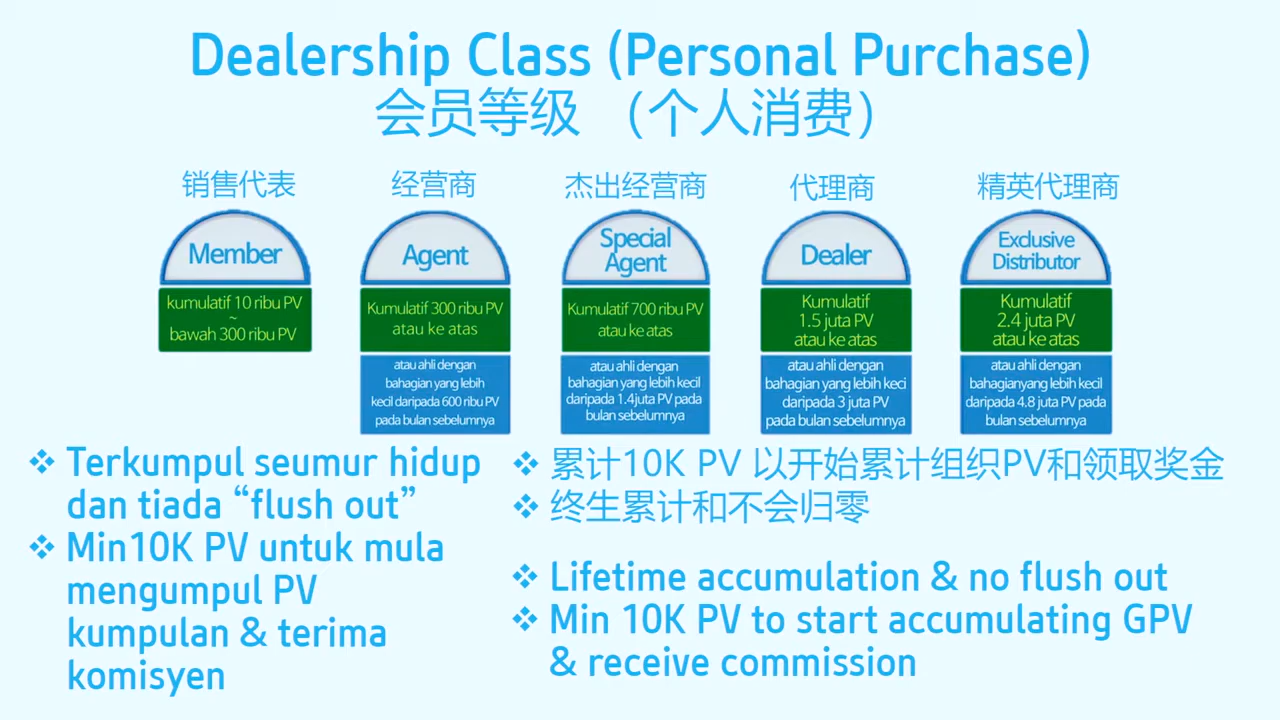 Dealership Class (Personal Purchase)
会员等级 （个人消费）
销售代表
Member
kumulatif 10 ribu PV
~
bawah 300 ribu PV
经营商
Agent
Kumulatif 300 ribu PV
atau ke atas
atau ahli dengan
bahagian yang lebih
kecil daripada 600 ribu PV
pada bulan sebelumnya
杰出经营商
Special
Agent
Kumulatif 700 ribu PV
atau ke atas
atau ahli dengan
bahagian yang lebih kecil
daripada 1.4juta PV pada
bulan sebelumnya
代理商
Dealer
Kumulatif
1.5 juta PV
atau ke atas
atau ahli dengan
bahagian yang lebih keci
daripada 3 juta PV
pada bulan sebelumnya
精英代理商
Exclusive
Distributor
Kumulatif
2.4 juta PV
atau ke atas
atau ahli dengan
bahagianyang lebih kecil
daripada 4.8 juta PV pada
bulan sebelumnya
❖ Terkumpul seumur hidup
dan tiada “flush out”
❖ Min10K PV untuk mula
mengumpul PV
kumpulan & terima
komisyen
❖ 累计10K PV 以开始累计组织PV和领取奖金
❖ 终生累计和不会归零
❖ Lifetime accumulation & no flush out
❖ Min 10K PV to start accumulating GPV
& receive commission